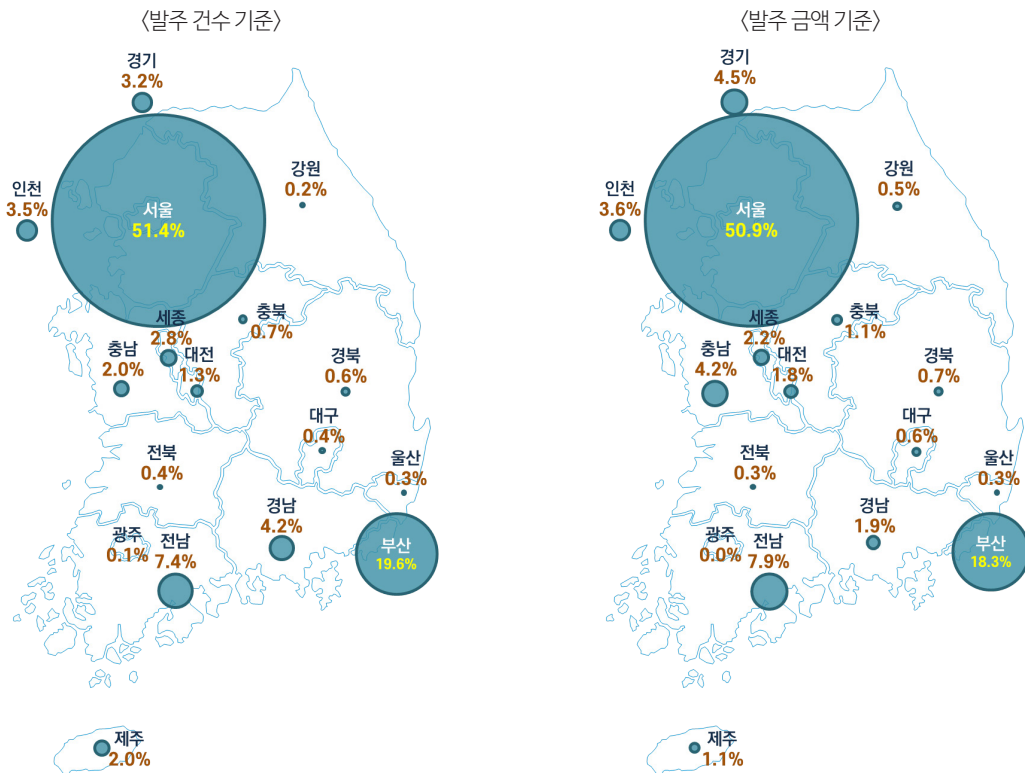 〈발주 건수 기준〉
경기
3.2%
강원
0.2%
인천
3.5%
서울
51.4%
세종
2.8%
충북
0.7%
충남
2.0%
대전
1.3%
경북
0.6%
대구
0.4%
전북
0.4%
울산
0.3%
경남
4.2%
광주
0.1%
전남
7.4%
부산
19.6%
제주
2.0%
〈발주 금액 기준〉
경기
4.5%
강원
0.5%
인천
3.6%
서울
50.9%
세종
2.2%
충북
1.1%
충남
4.2%
대전
1.8%
경북
0.7%
대구
0.6%
전북
0.3%
울산
0.3%
경남
1.9%
광주
0.0%
전남
7.9%
부산
18.3%
제주
1.1%